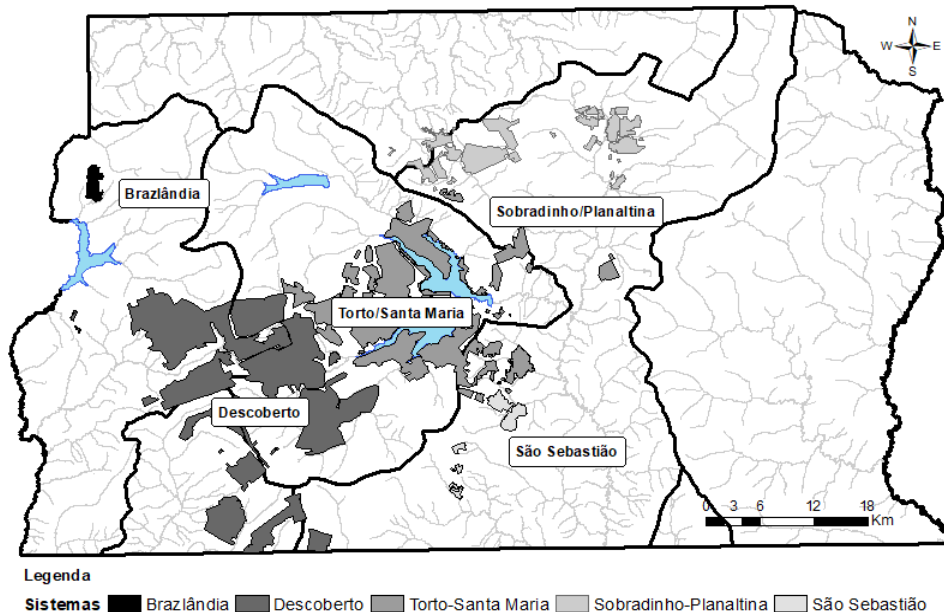 N
W E
S
Brazlândia
Sobradinho/Planaltina
Torto/Santa Maria
Descoberto
São Sebastião
0 3 6 12 18
Km
Legenda
Sistemas Brazlândia Descoberto Torto-Santa Maria Sobradinho-Planaltina São Sebastião